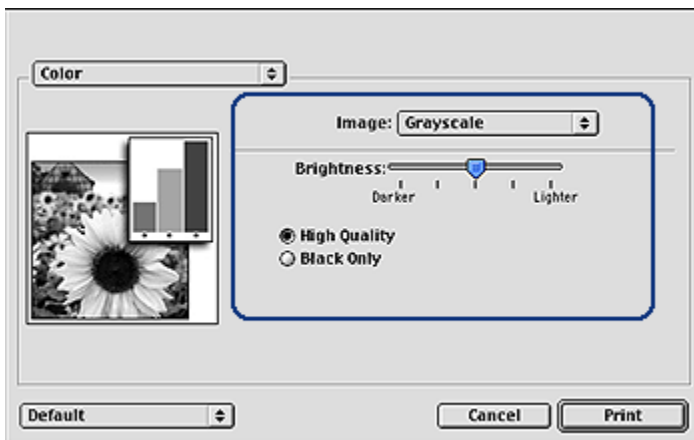 Color
Image: Grayscale
Brightness:
Darker Lighter
High Quality
Black Only
Default Cancel Print